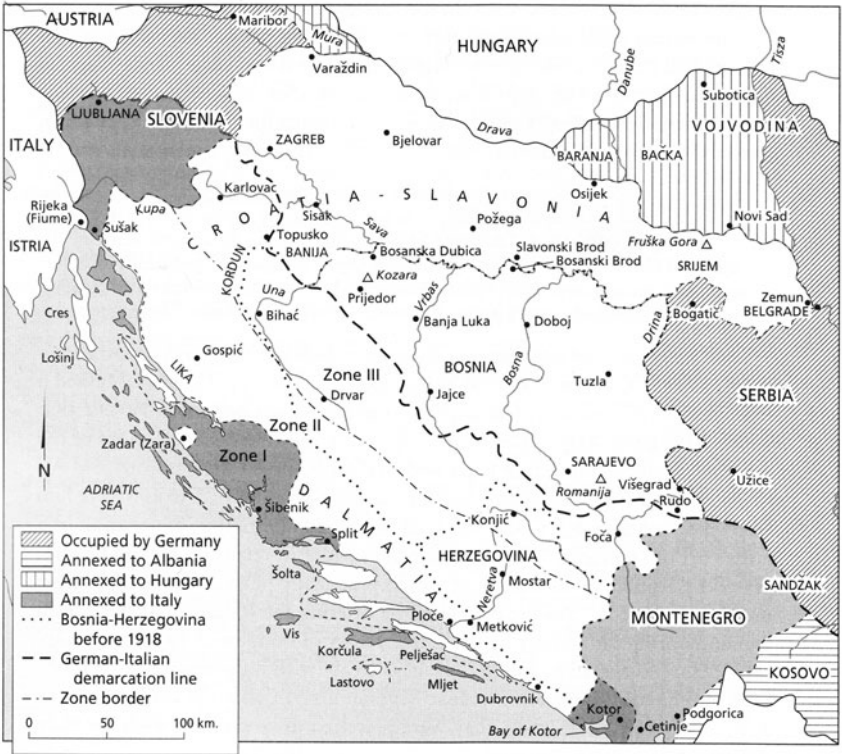 AUSTRIA
Maribor
Mura
HUNGARY
Tisza
Varaždin
Danube
Subotica
LJUBLJANA
SLOVENIA
Drava
VOJVODINA
ITALY
ZAGREB
Bjelovar
BARANJA
BAČKA
Karlovac
Osijek
Rijeka
(Fiume)
Sušak
Kupa
CROATIA-SLAVONIA
Sisak
Sava
Požega
Novi Sad
ISTRIA
Topusko
BANIJA
Bosanska Dubica
Slavonski Brod
Bosanski Brod
Fruška Gora
SRIJEM
KORDUN
Kozara
Prijedor
Una
Vrbas
Bihać
Banja Luka
Doboj
Drina
Bogatić
Zemun
BELGRADE
Cres
Lošinj
Gospić
LIKA
BOSNIA
Bosna
Tuzla
Zone III
Drvar
Jajce
SERBIA
Zone II
N
Zadar (Zara)
Zone I
SARAJEVO
Romanija
Višegrad
Rudo
Užice
ADRIATIC
SEA
Šibenik
DALMATIA
Konjić
Foča
Split
HERZEGOVINA
Šolta
Mostar
Neretva
SANDZAK
MONTENEGRO
Vis
Ploče
Metković
Korčula
Pelješac
Lastovo
Mljet
Dubrovnik
KOSOVO
Kotor
Bay of Kotor
Cetinje
Podgorica
Occupied by Germany
Annexed to Albania
Annexed to Hungary
Annexed to Italy
Bosnia-Herzegovina
before 1918
German-Italian
demarcation line
Zone border
0 50 100 km.